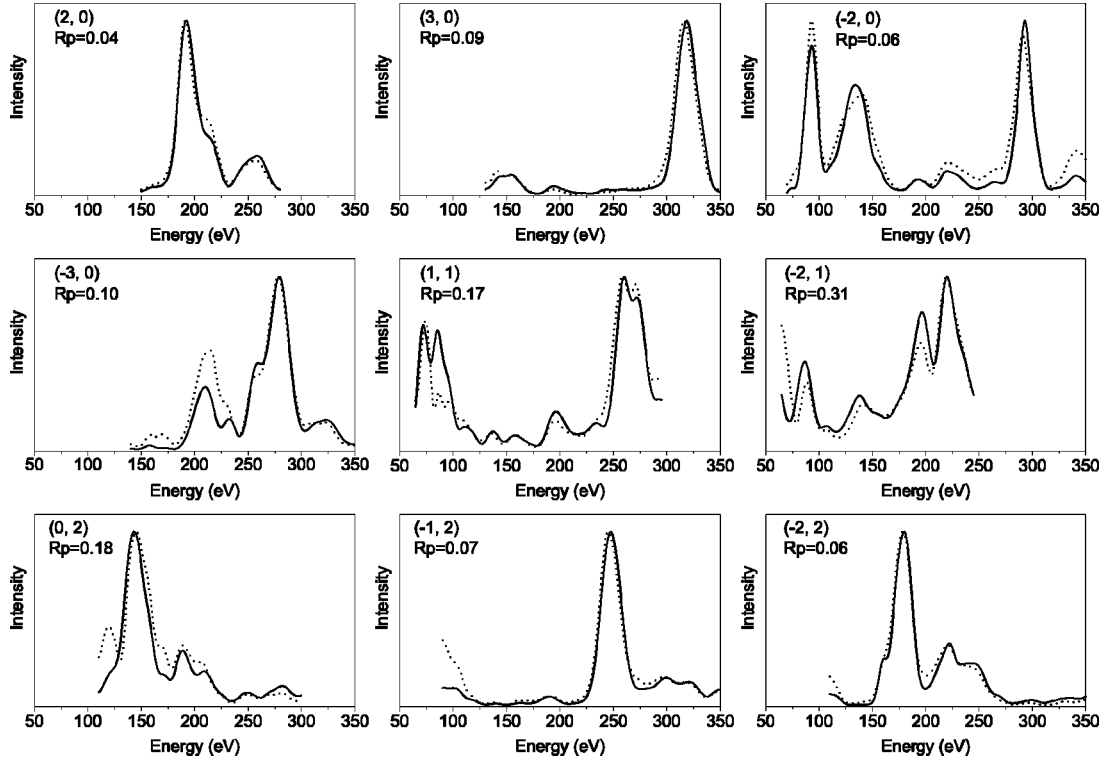 (2, 0)
Rp=0.04
Intensity
50 100 150 200 250 300 350
Energy (eV)
(3, 0)
Rp=0.09
Intensity
50 100 150 200 250 300 350
Energy (eV)
(-2, 0)
Rp=0.06
Intensity
50 100 150 200 250 300 350
Energy (eV)
(-3, 0)
Rp=0.10
Intensity
50 100 150 200 250 300 350
Energy (eV)
(1, 1)
Rp=0.17
Intensity
50 100 150 200 250 300 350
Energy (eV)
(-2, 1)
Rp=0.31
Intensity
50 100 150 200 250 300 350
Energy (eV)
(0, 2)
Rp=0.18
Intensity
50 100 150 200 250 300 350
Energy (eV)
(-1, 2)
Rp=0.07
Intensity
50 100 150 200 250 300 350
Energy (eV)
(-2, 2)
Rp=0.06
Intensity
50 100 150 200 250 300 350
Energy (eV)